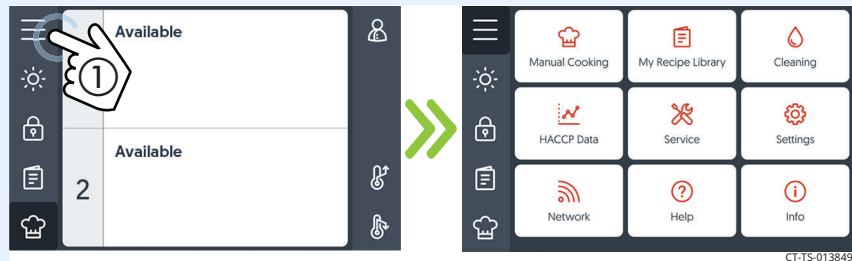 Available
1
Available
2
Manual Cooking
My Recipe Library
Cleaning
HACCP Data
Service
Settings
Network
Help
Info
CT-TS-013849